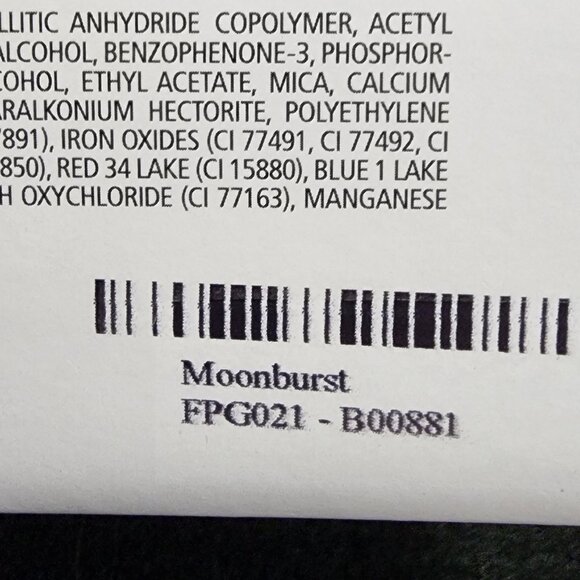 LLITIC ANHYDRIDE COPOLYMER, ACETYL
ALCOHOL, BENZOPHENONE-3, PHOSPHOR-
COHOL, ETHYL ACETATE, MICA, CALCIUM
ARALKONIUM HECTORITE, POLYETHYLENE
7891), IRON OXIDES (CI 77491, CI 77492, CI
850), RED 34 LAKE (CI 15880), BLUE 1 LAKE
H OXYCHLORIDE (CI 77163), MANGANESE
Moonburst
FPG021 - B00881